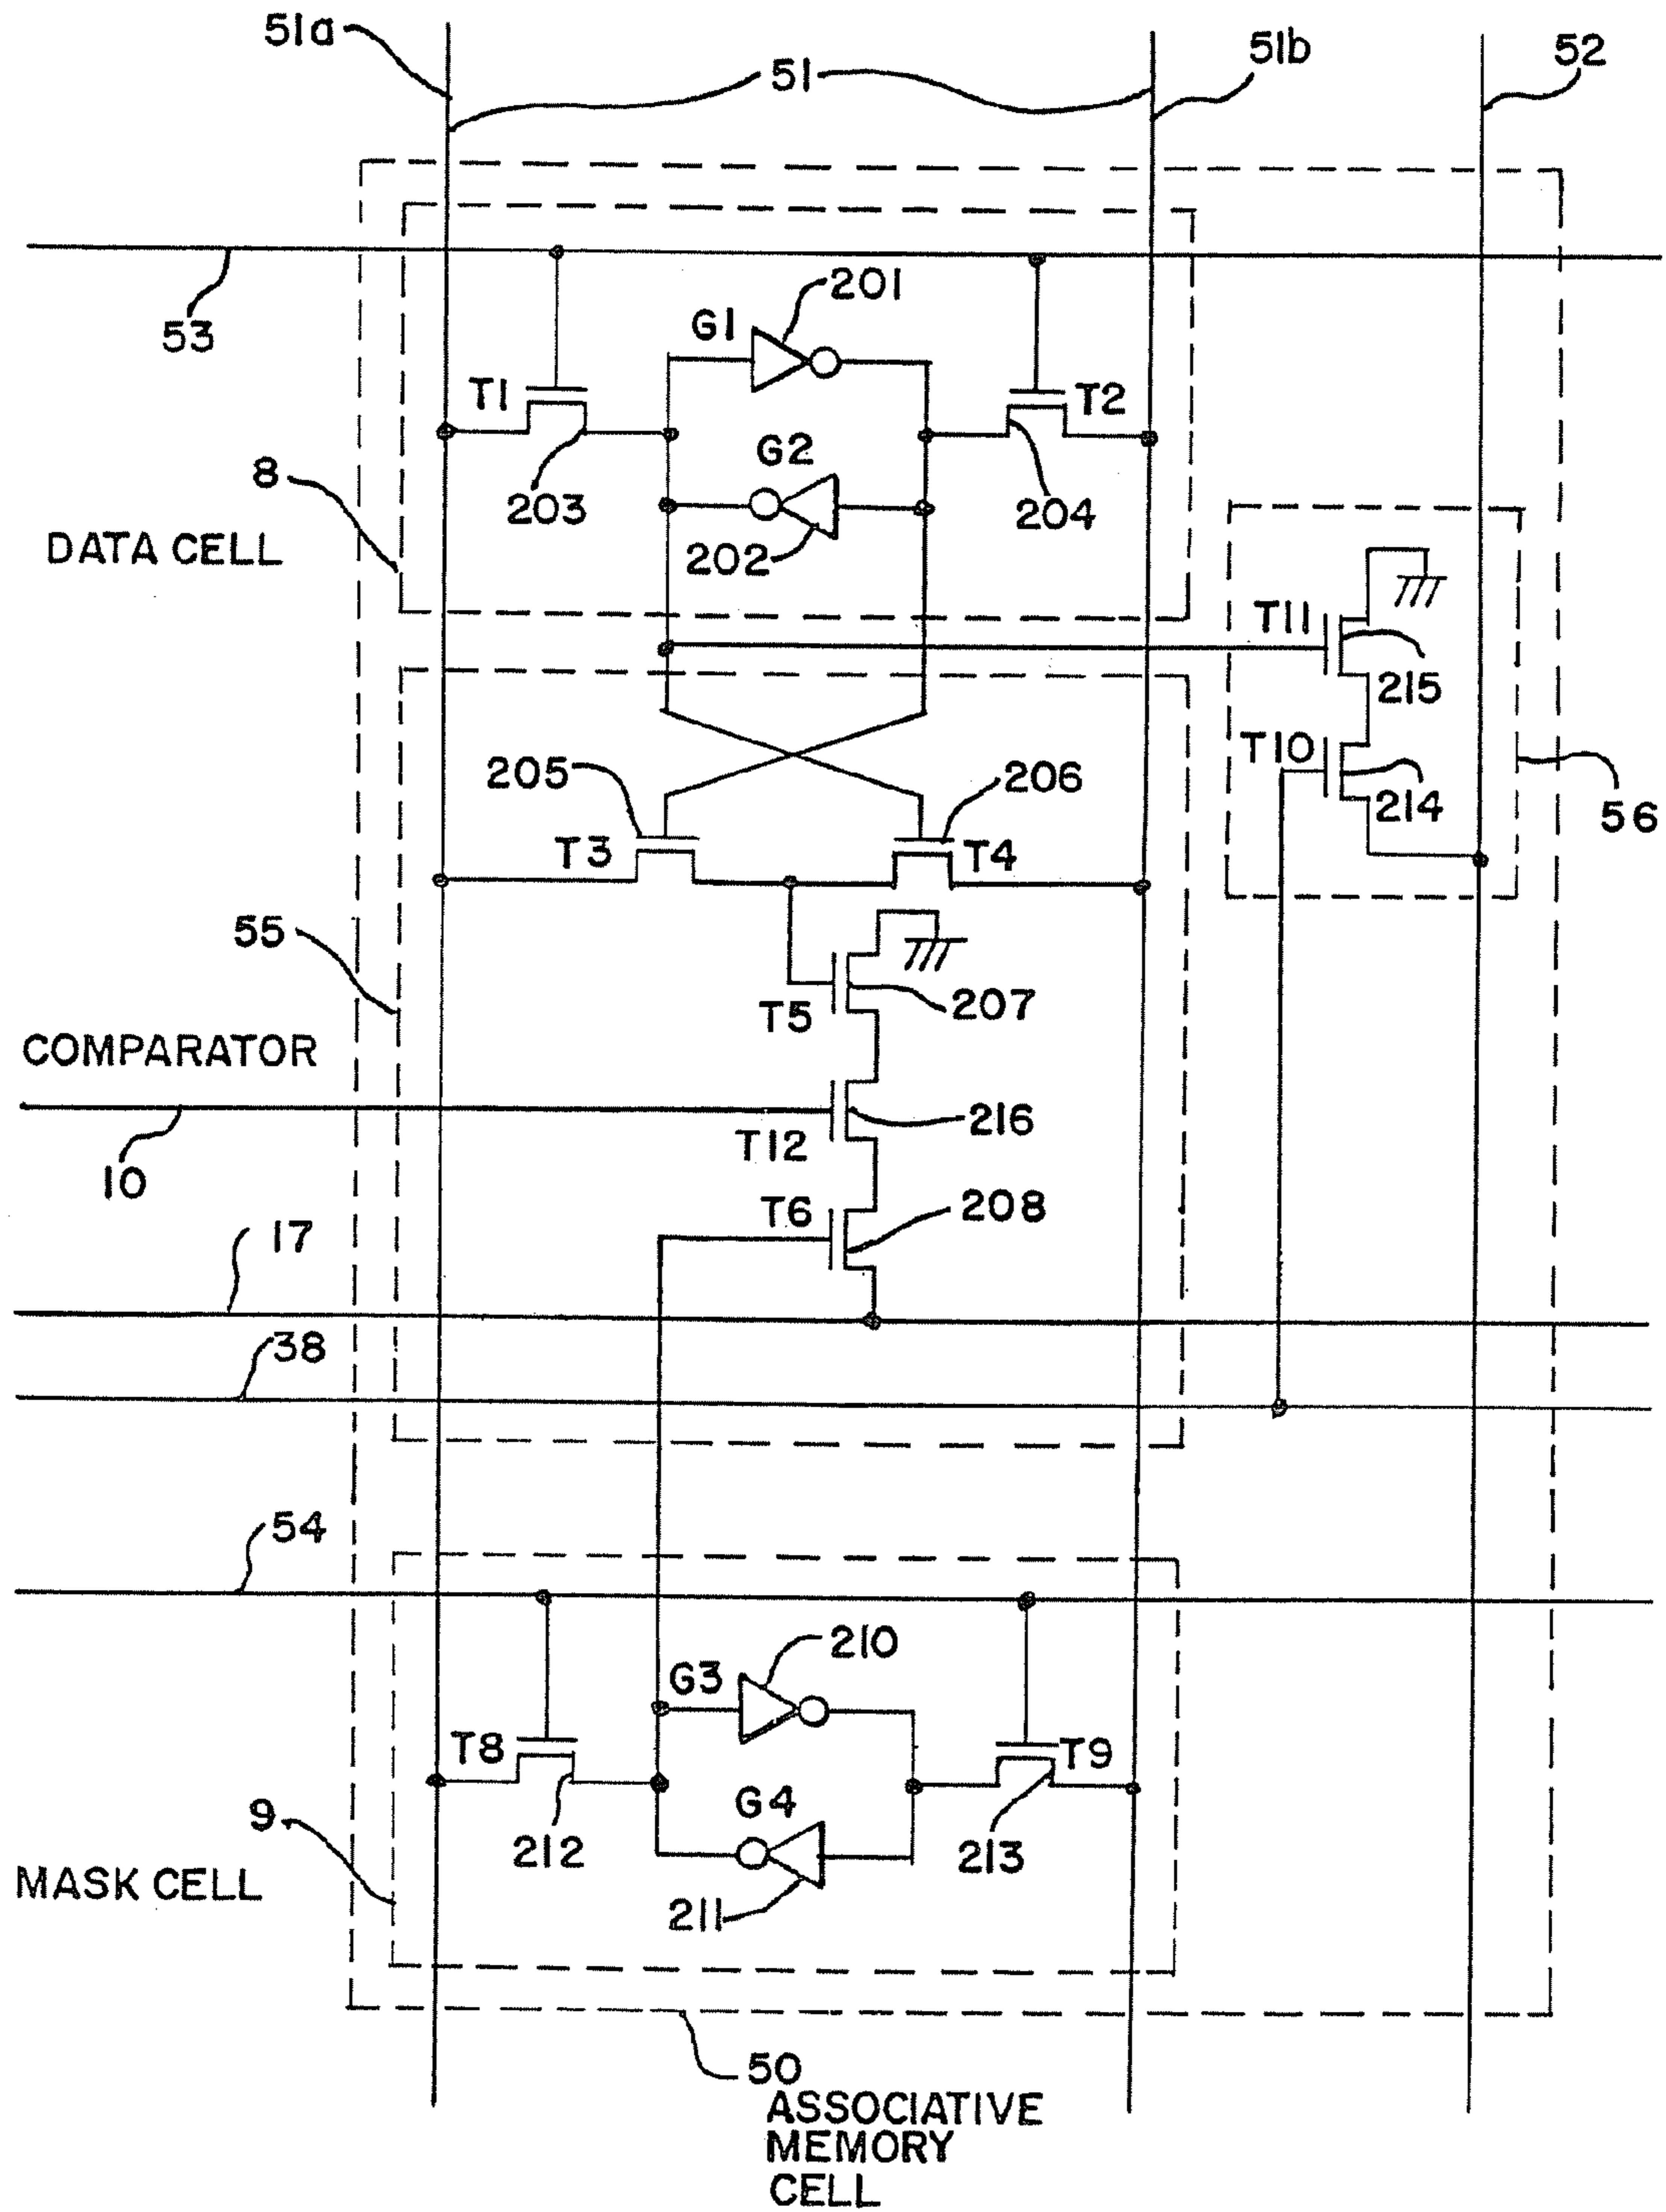 51a
51
51b
52
53
201
G1
T1
T2
G2
8
203
204
202
DATA CELL
T11
215
T10
205
206
214
56
T3
T4
55
207
T5
COMPARATOR
216
T12
10
T6
208
17
38
54
210
G3
T8
T9
G4
9
212
213
MASK CELL
211
50
ASSOCIATIVE
MEMORY
CELL